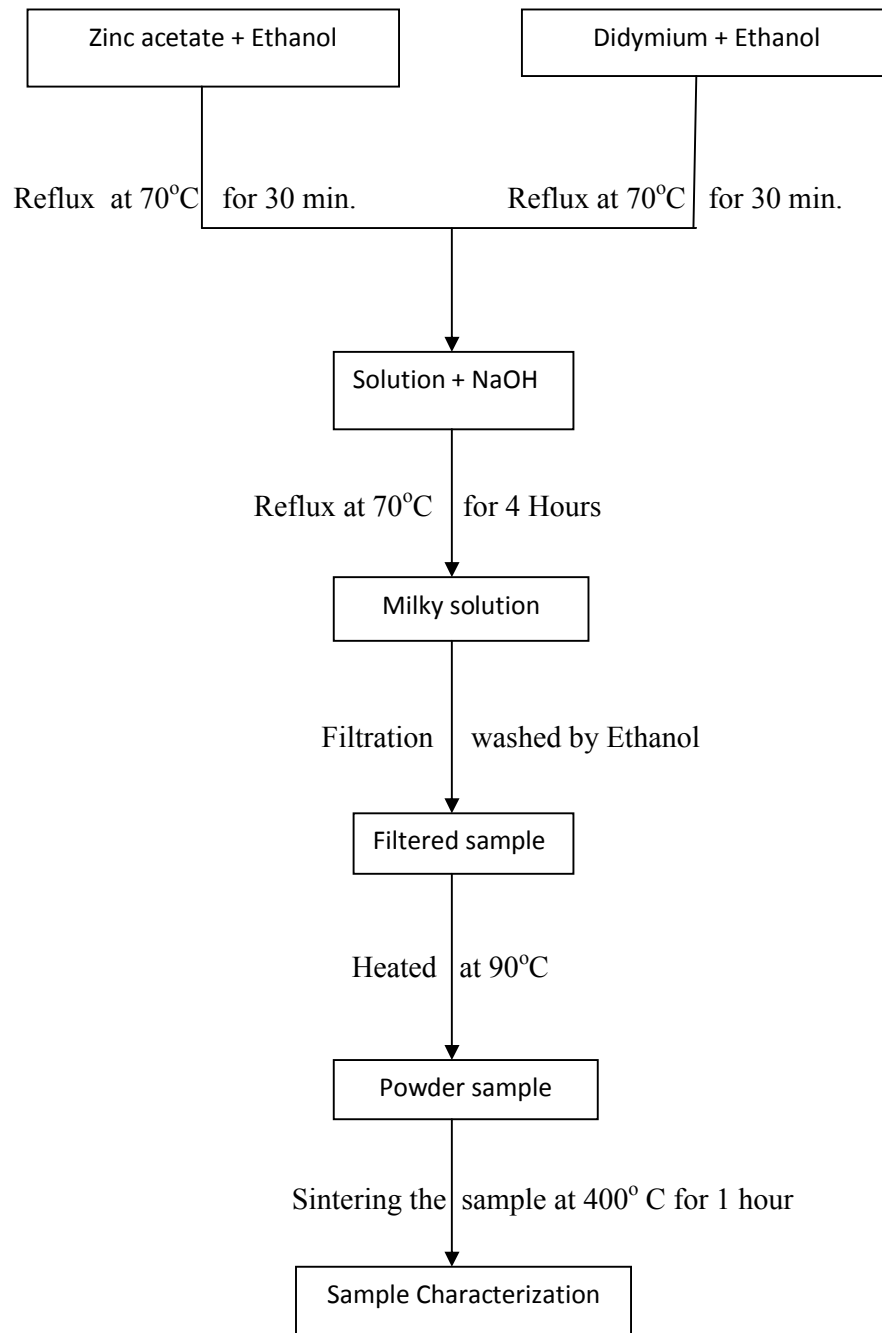 Zinc acetate + Ethanol
Didymium + Ethanol
Reflux at 70°C for 30 min.
Reflux at 70°C for 30 min.
Solution + NaOH
Reflux at 70°C for 4 Hours
Milky solution
Filtration washed by Ethanol
Filtered sample
Heated at 90°C
Powder sample
Sintering the sample at 400° C for 1 hour
Sample Characterization